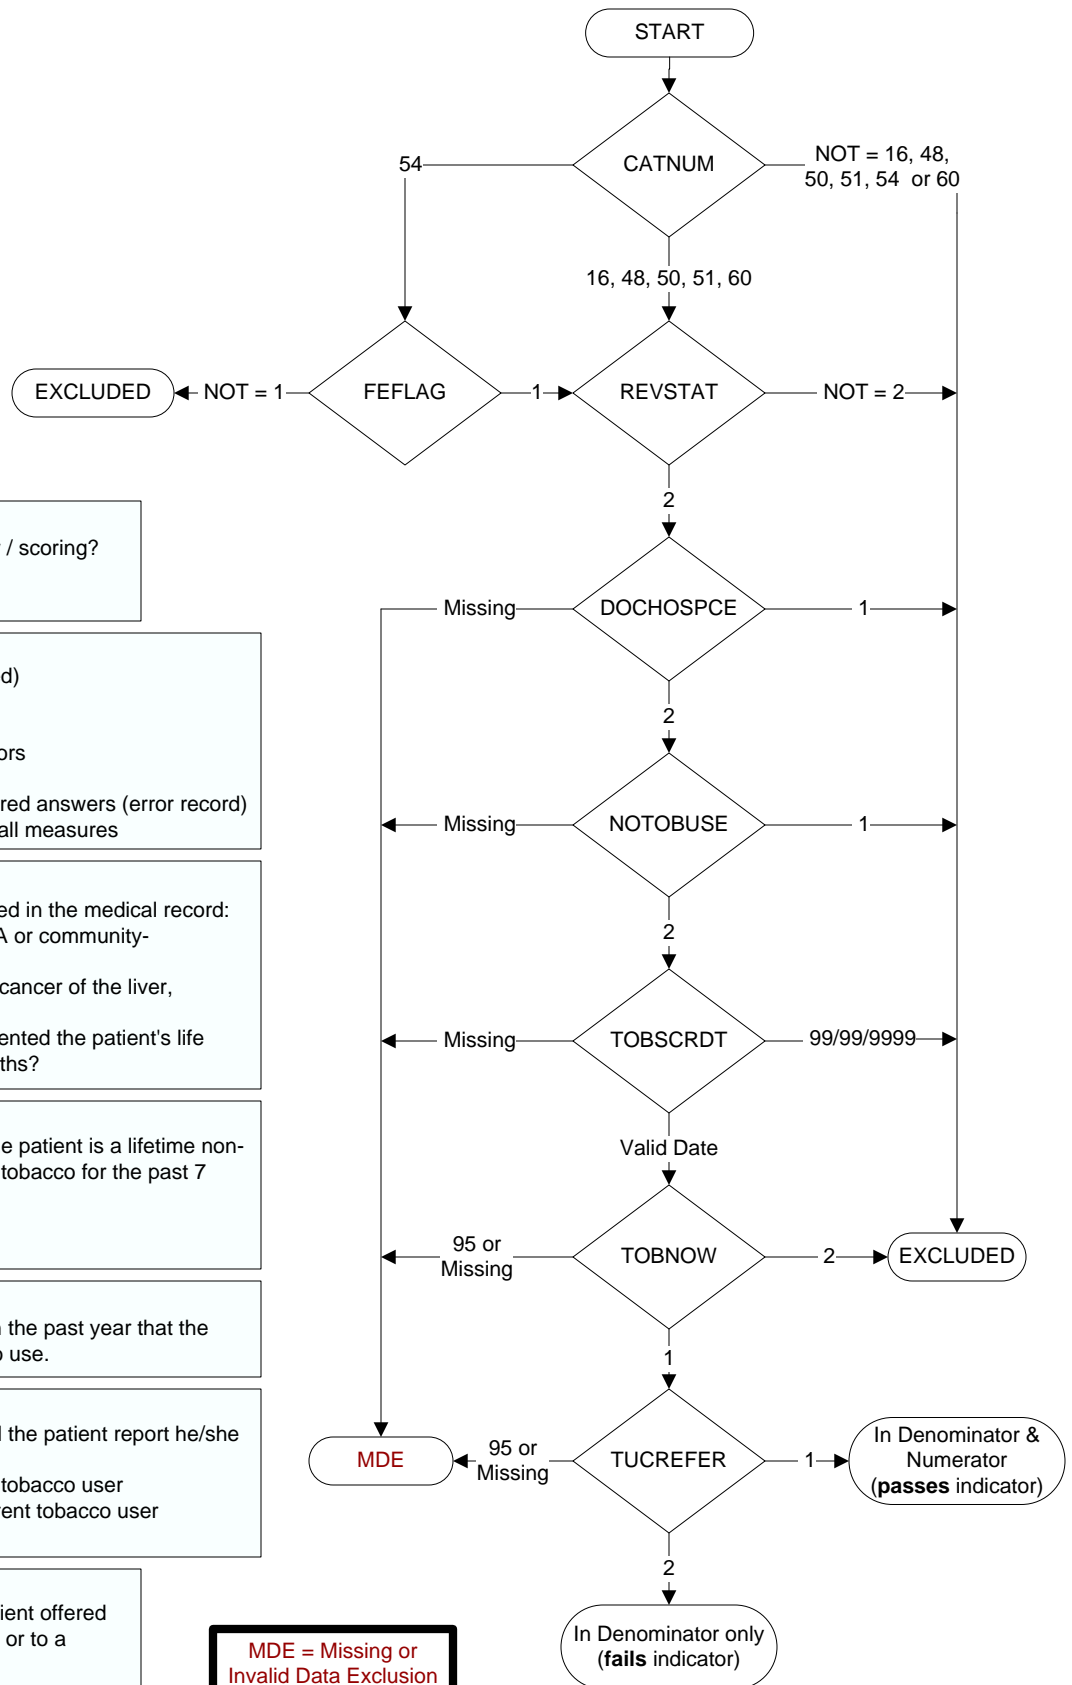 START
CATNUM
54
NOT = 16, 48,
50, 51, 54 or 60
16, 48, 50, 51, 60
EXCLUDED
NOT = 1
FEFLAG
1
REVSTAT
NOT = 2
2
/ scoring?
Missing
DOCHOSPCE
1
2
ed)
ors
red answers (error record)
all measures
Missing
NOTOBUSE
1
2
ed in the medical record:
A or community-
cancer of the liver,
ented the patient's life
ths?
Missing
TOBSCRDT
99/99/9999
Valid Date
e patient is a lifetime non-
tobacco for the past 7
95 or
Missing
TOBNOW
2
EXCLUDED
1
n the past year that the
o use.
d the patient report he/she
tobacco user
ent tobacco user
MDE
95 or
Missing
TUCREFER
1
In Denominator &
Numerator
(passes indicator)
2
ient offered
or to a
In Denominator only
(fails indicator)
MDE = Missing or
Invalid Data Exclusion